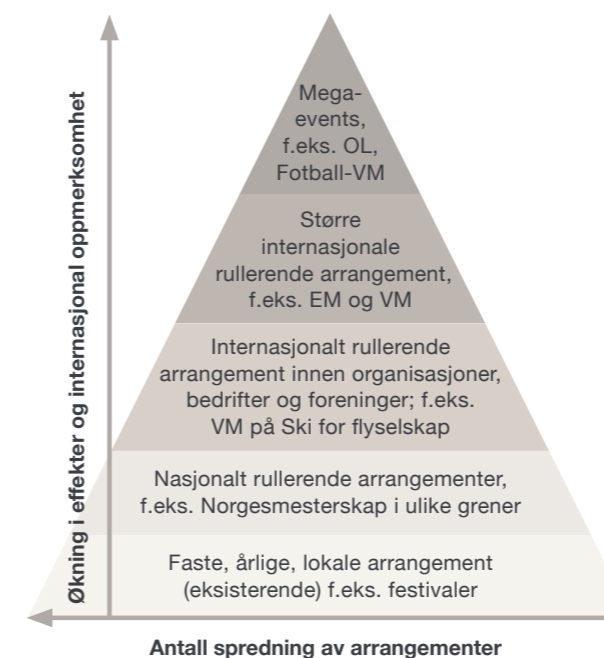 Økning i effekter og internasjonal oppmerksomhet
Mega-
events,
f.eks. OL,
Fotball-VM
Større
internasjonale
rullerende arrangement,
f.eks. EM og VM
Internasjonalt rullerende
arrangement innen organisasjoner,
bedrifter og foreninger; f.eks.
VM på Ski for flyselskap
Nasjonalt rullerende arrangementer,
f.eks. Norgesmesterskap i ulike grener
Faste, årlige, lokale arrangement
(eksisterende) f.eks. festivaler
Antall spredning av arrangementer